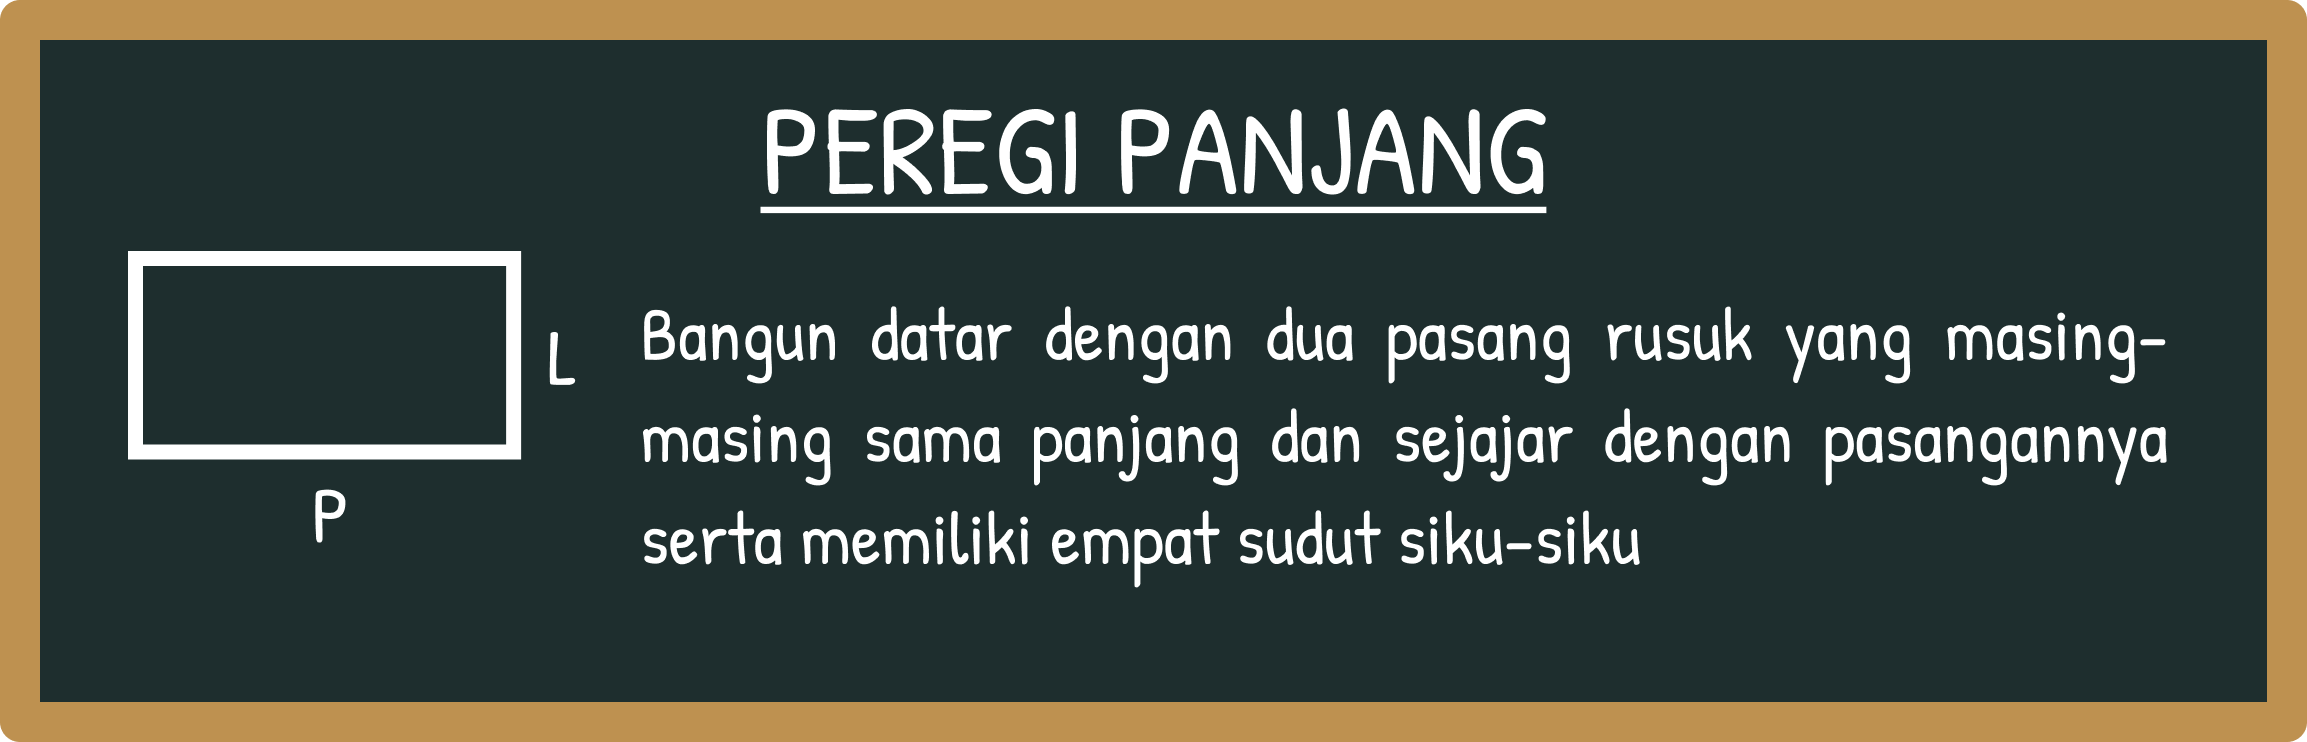 PEREGI PANJANG
L
P
Bangun datar dengan dua pasang rusuk yang masing-
masing sama panjang dan sejajar dengan pasangannya
serta memiliki empat sudut siku-siku